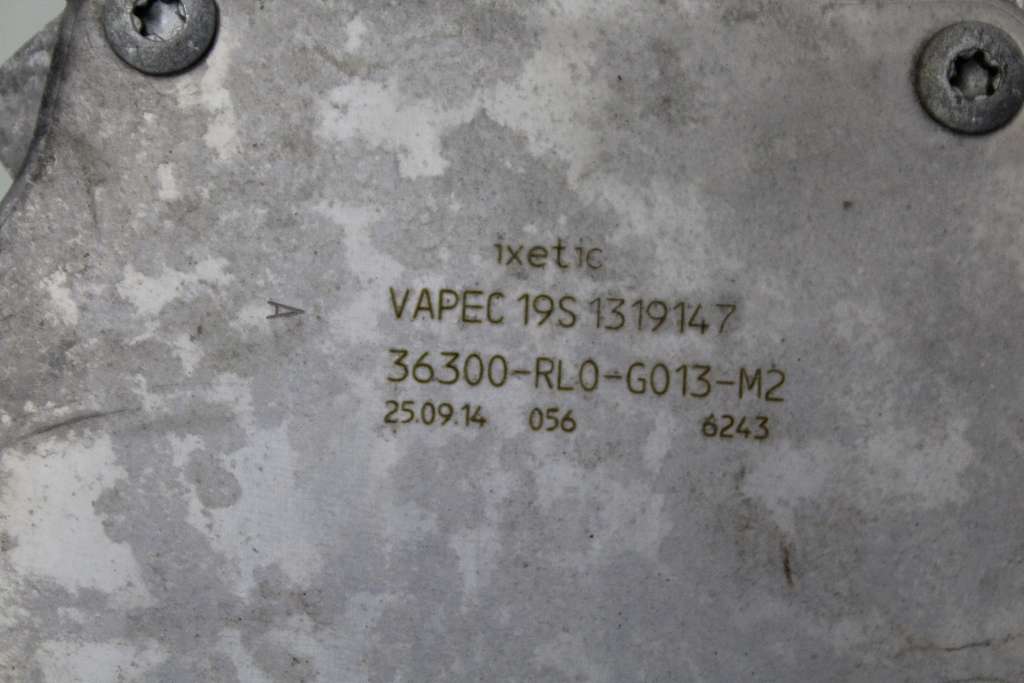 ixetic
VAPEC 19S 1319147
A
36300-RL0-G013-M2
25.09.14 056 6243